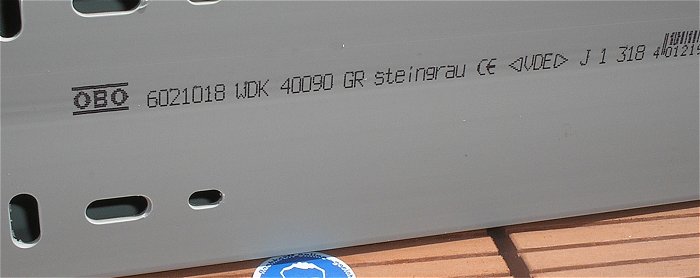 OBO 6021018 WDK 40090 GR steingrau CE ◁VDE▷ J 1 318